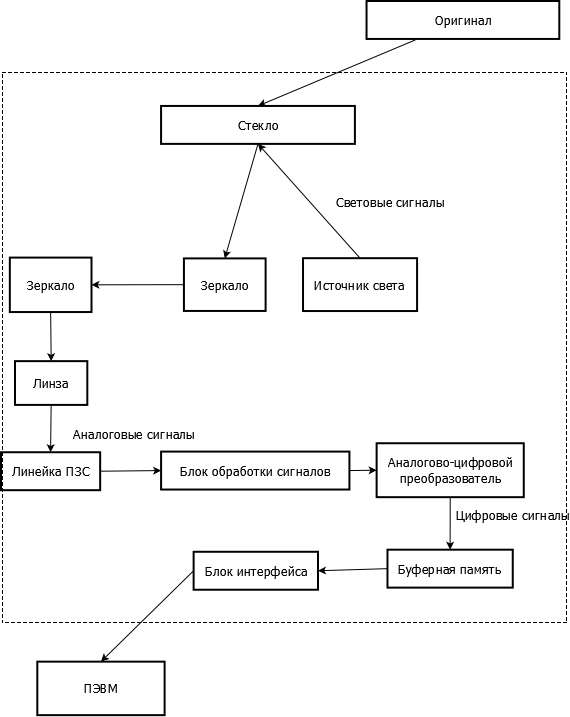 Оригинал
Стекло
Световые сигналы
Зеркало
Зеркало
Источник света
Линза
Аналоговые сигналы
Линейка ПЗС
Блок обработки сигналов
Аналогово-цифровой
преобразователь
Цифровые сигналы
Блок интерфейса
Буферная память
ПЭВМ